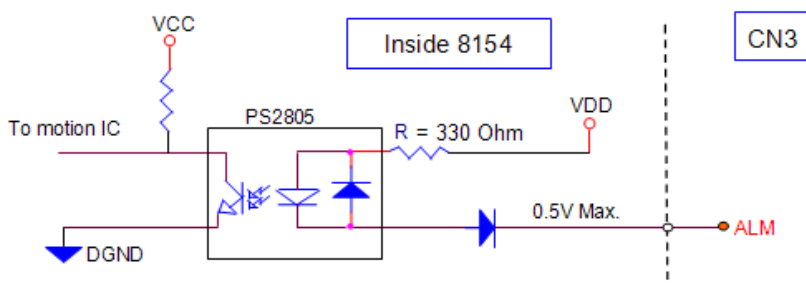 VCC
Inside 8154
CN3
To motion IC
PS2805
VDD
R = 330 Ohm
0.5V Max.
ALM
DGND